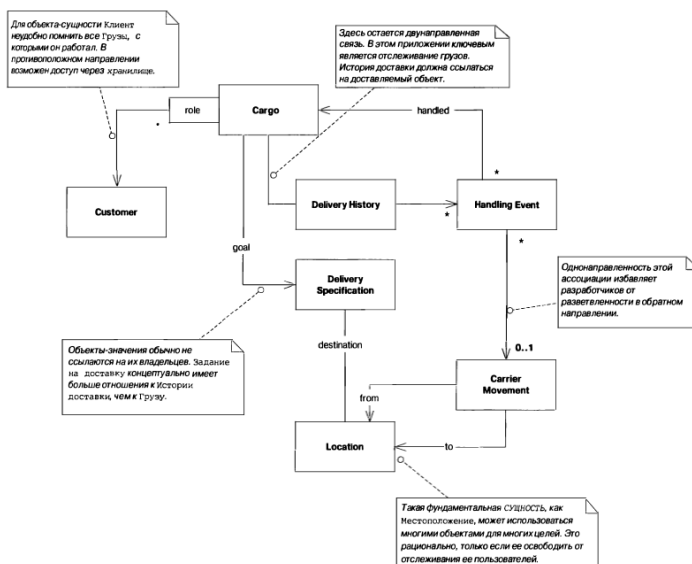 Для объекта-сущности Клиент
неудобно помнить все Грузы, с
которыми он работал. В
противоположном направлении
возможен доступ через хранилище.
Здесь остается двунаправленная
связь. В этом приложении ключевым
является отслеживание грузов.
История доставки должна ссылаться
на доставляемый объект.
role
Cargo
handled
*
Customer
Delivery History
*
Handling Event
*
*
goal
Delivery
Specification
Однонаправленность этой
ассоциации избавляет
разработчиков от
разветвленности в обратном
направлении.
destination
0..1
Объекты-значения обычно не
ссылаются на их владельцев. Задание
на доставку концептуально имеет
больше отношения к Истории
доставки, чем к Грузу.
Carrier
Movement
from
Location
to
Такая фундаментальная СУЩНОСТЬ, как
Местоположение, может использоваться
многими объектами для многих целей. Это
рационально, только если ее освободить от
отслеживания ее пользователей.